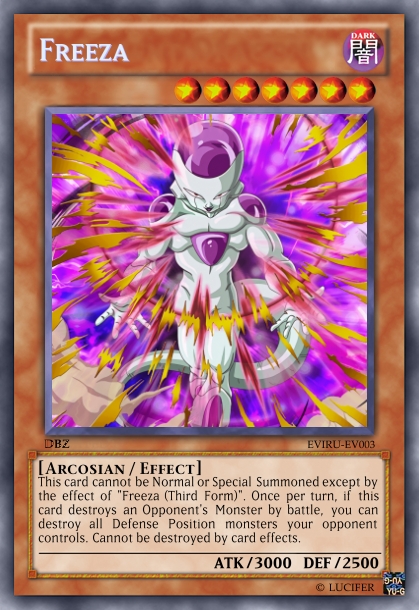 FREEZA
DARK
闇
DBZ
EVIRU-EV003
[ARCOSIAN / EFFECT]
This card cannot be Normal or Special Summoned except by
the effect of "Freeza (Third Form)". Once per turn, if this
card destroys an Opponent's Monster by battle, you can
destroy all Defense Position monsters your opponent
controls. Cannot be destroyed by card effects.
ATK/3000 DEF/2500
© LUCIFER